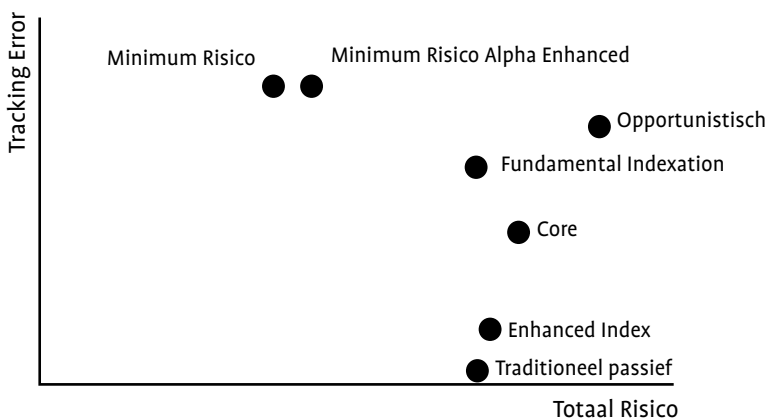 Tracking Error
Minimum Risico
Minimum Risico Alpha Enhanced
Opportunistisch
Fundamental Indexation
Core
Enhanced Index
Traditioneel passief
Totaal Risico